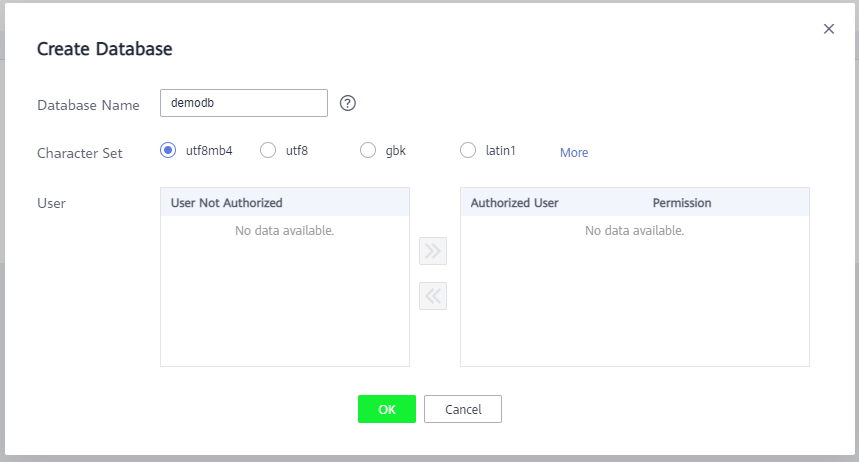 Create Database
Database Name demodb ?
Character Set utf8mb4 utf8 gbk latin1 More
User
User Not Authorized Authorized User Permission
No data available. No data available.
OK Cancel